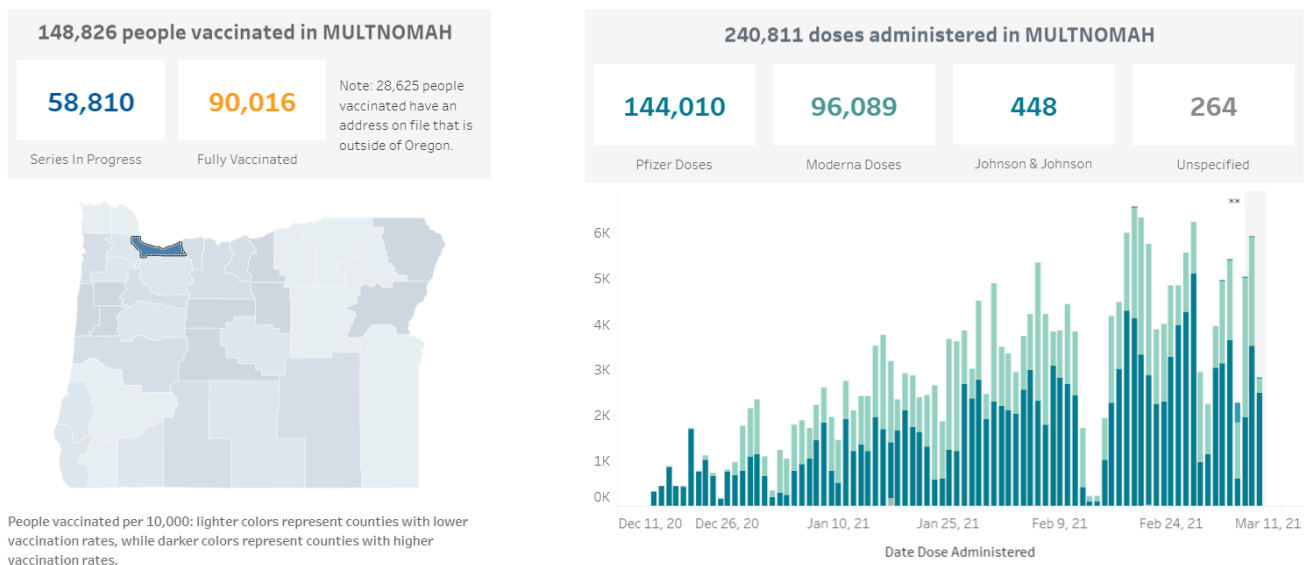 148,826 people vaccinated in MULTNOMAH
58,810
Series In Progress
90,016
Fully Vaccinated
Note: 28,625 people
vaccinated have an
address on file that is
outside of Oregon.
People vaccinated per 10,000: lighter colors represent counties with lower
vaccination rates, while darker colors represent counties with higher
vaccination rates.
240,811 doses administered in MULTNOMAH
144,010
Pfizer Doses
96,089
Moderna Doses
448
Johnson & Johnson
264
Unspecified
**
6K
5K
4K
3K
2K
1K
0K
Dec 11, 20
Dec 26, 20
Jan 10, 21
Jan 25, 21
Feb 9, 21
Feb 24, 21
Mar 11, 21
Date Dose Administered